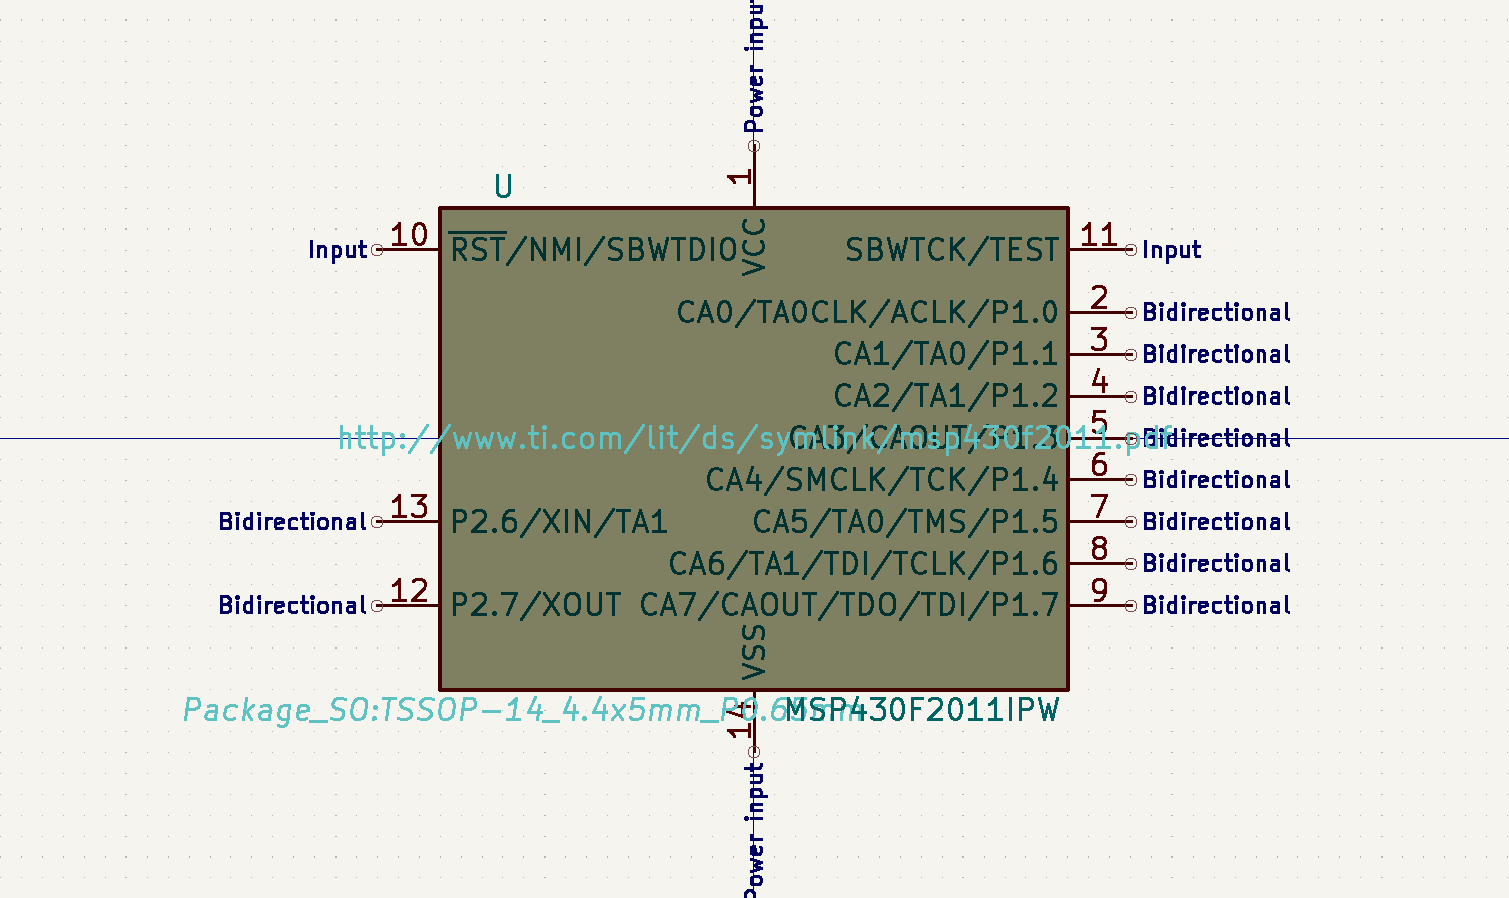 Power input
1
U
VCC
Input 10 RST/NMI/SBWTDIO
SBWTCK/TEST 11 Input
CA0/TA0CLK/ACLK/P1.0 2 Bidirectional
CA1/TA0/P1.1 3 Bidirectional
CA2/TA1/P1.2 4 Bidirectional
http://www.ti.com/lit/ds/symlink/msp430f2011.pdf
CA3/CAOUT/P1.3 5 Bidirectional
CA4/SMCLK/TCK/P1.4 6 Bidirectional
Bidirectional 13 P2.6/XIN/TA1
CA5/TA0/TMS/P1.5 7 Bidirectional
CA6/TA1/TDI/TCLK/P1.6 8 Bidirectional
Bidirectional 12 P2.7/XOUT
CA7/CAOUT/TDO/TDI/P1.7 9 Bidirectional
VSS
Package_SO:TSSOP-14_4.4x5mm_P0.65mm
MSP430F2011IPW
14
Power input